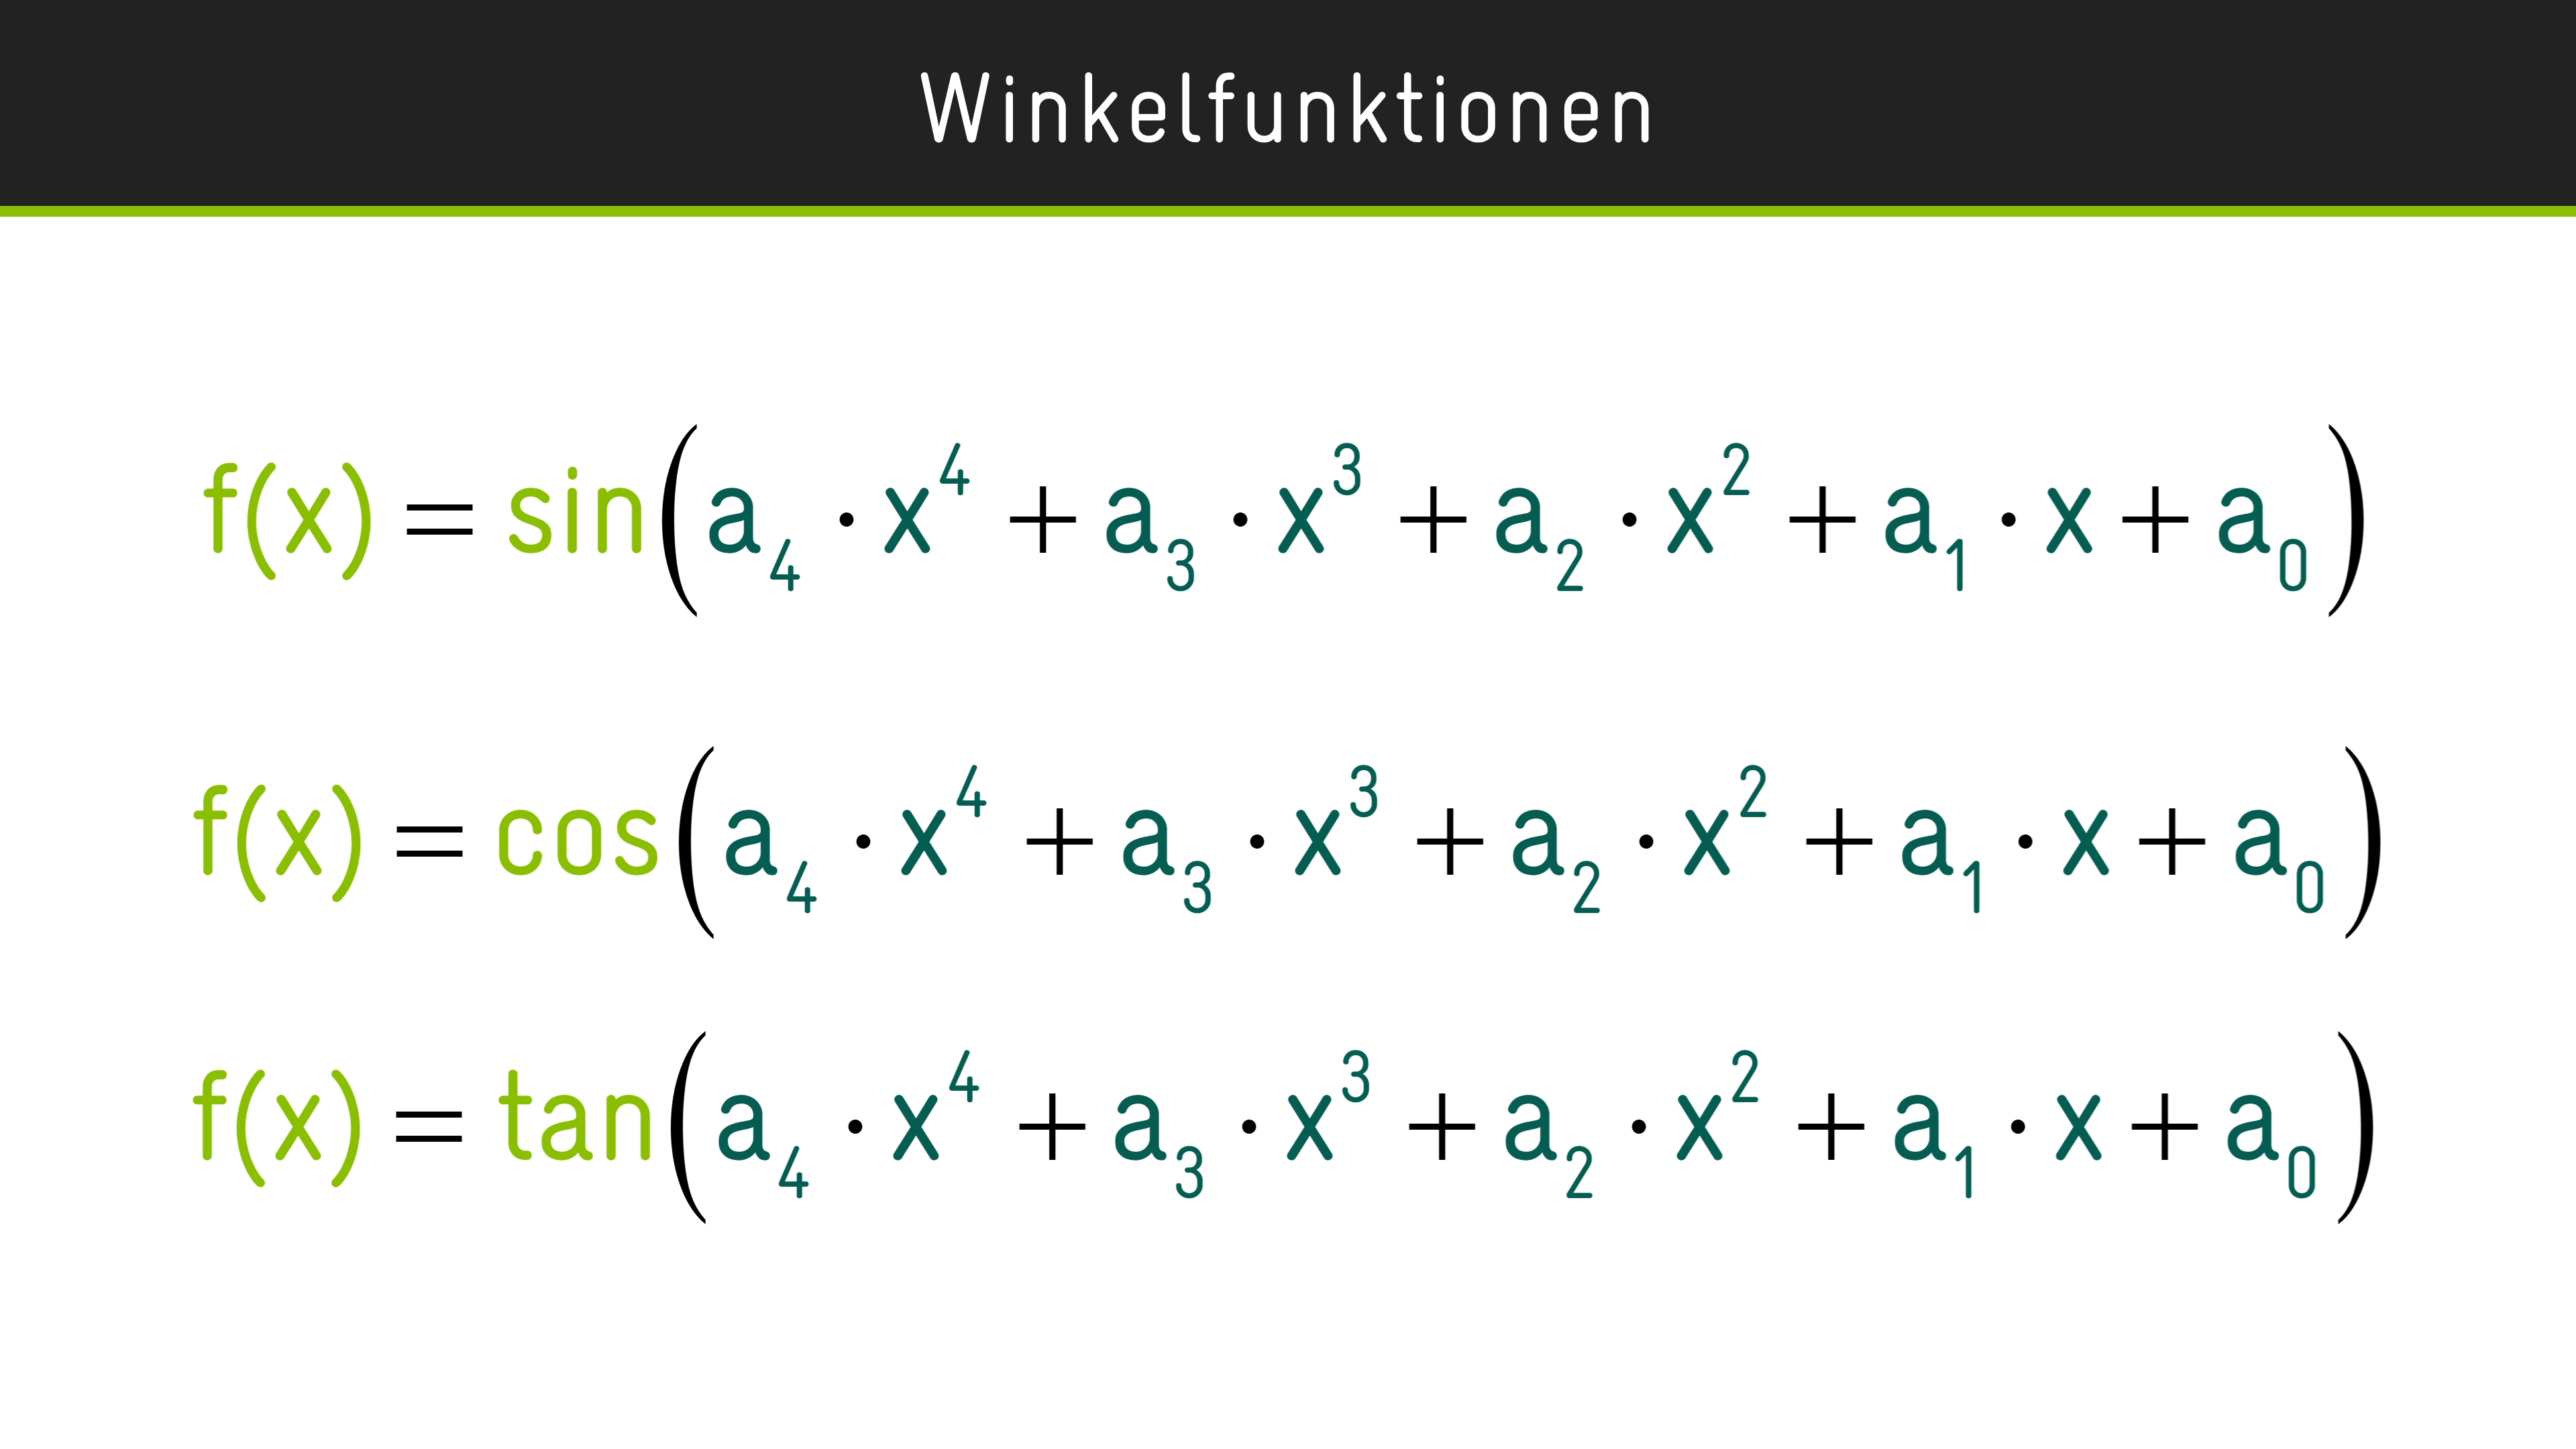 Winkelfunktionen
f(x) = sin(a₄ · x⁴ + a₃ · x³ + a₂ · x² + a₁ · x + a₀)
f(x) = cos(a₄ · x⁴ + a₃ · x³ + a₂ · x² + a₁ · x + a₀)
f(x) = tan(a₄ · x⁴ + a₃ · x³ + a₂ · x² + a₁ · x + a₀)